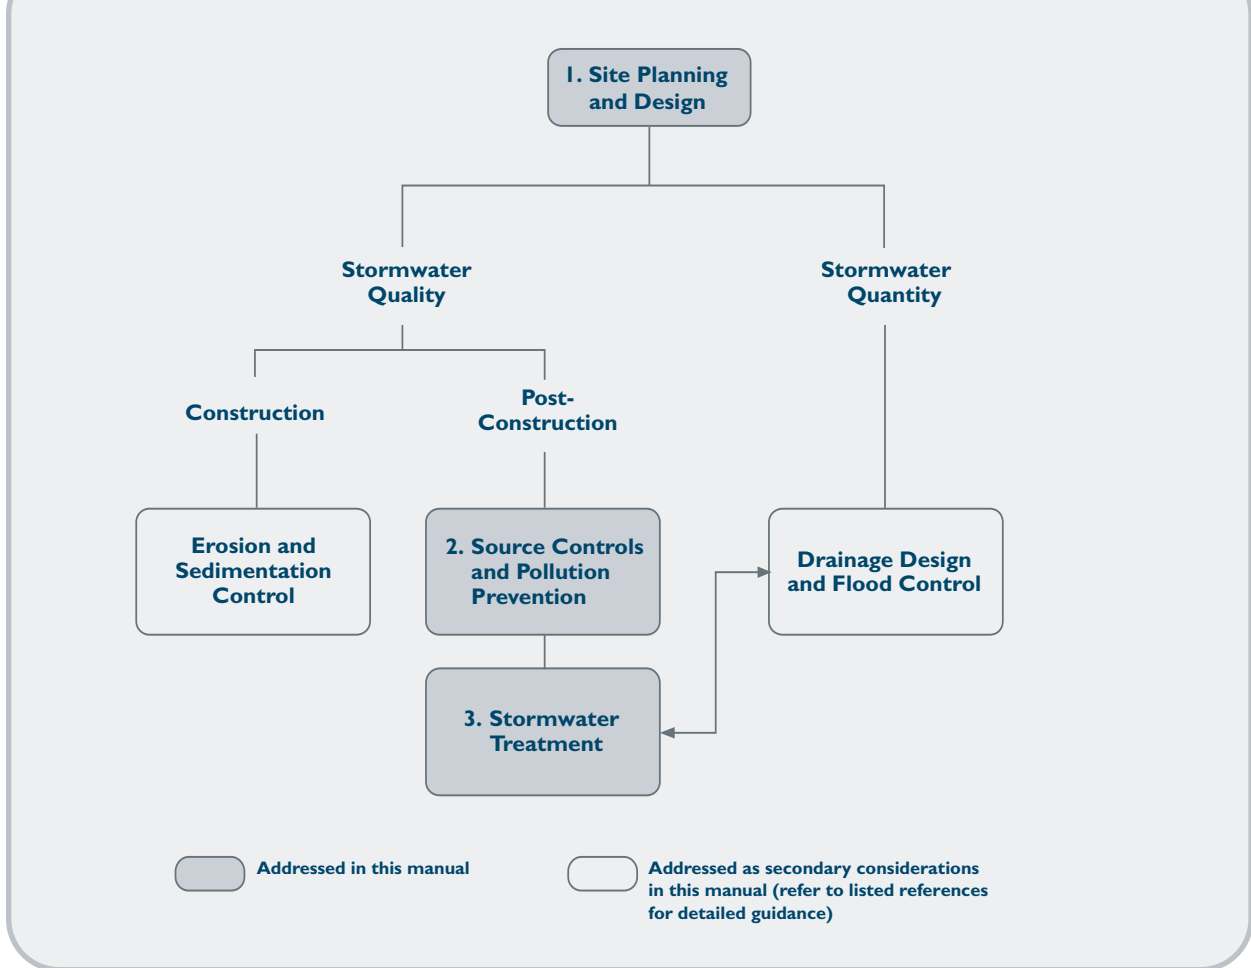 1. Site Planning
and Design
Stormwater
Quality
Stormwater
Quantity
Construction
Post-
Construction
Erosion and
Sedimentation
Control
2. Source Controls
and Pollution
Prevention
Drainage Design
and Flood Control
3. Stormwater
Treatment
Addressed in this manual
Addressed as secondary considerations
in this manual (refer to listed references
for detailed guidance)